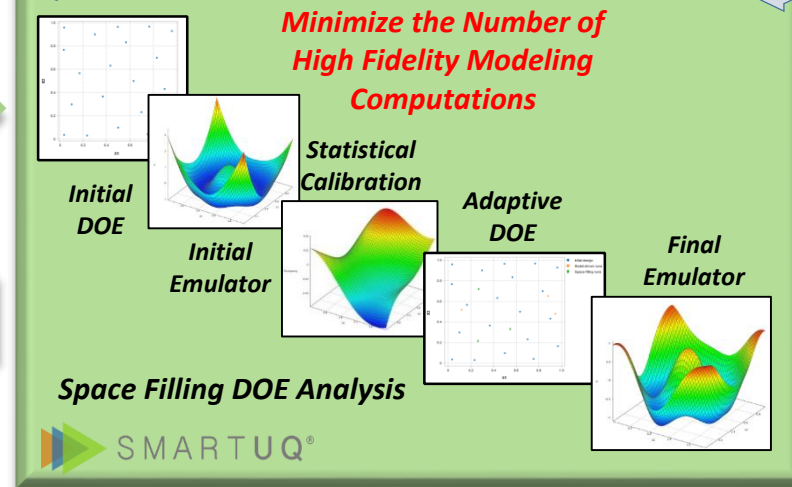 Minimize the Number of
High Fidelity Modeling
Computations
Initial
DOE
Initial
Emulator
Statistical
Calibration
Adaptive
DOE
Final
Emulator
Space Filling DOE Analysis
SMARTUQ®